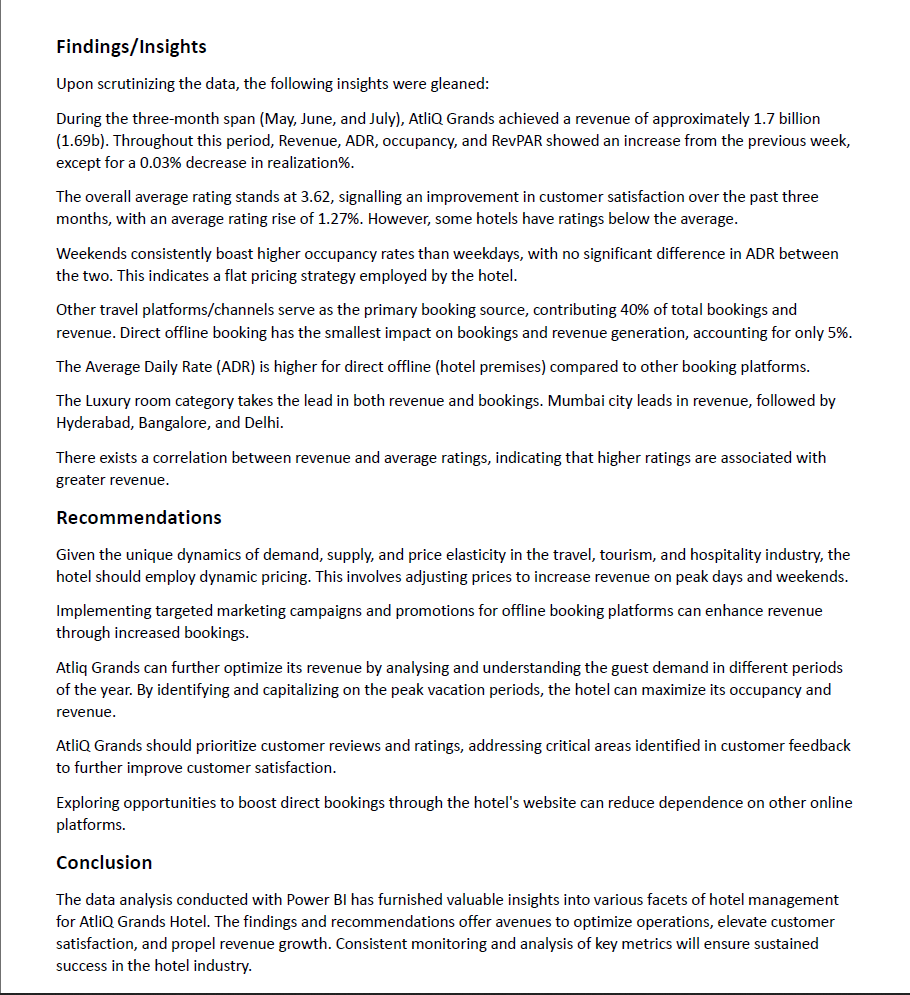 Findings/Insights
Upon scrutinizing the data, the following insights were gleaned:
During the three-month span (May, June, and July), AtliQ Grands achieved a revenue of approximately 1.7 billion
(1.69b). Throughout this period, Revenue, ADR, occupancy, and RevPAR showed an increase from the previous week,
except for a 0.03% decrease in realization%.
The overall average rating stands at 3.62, signalling an improvement in customer satisfaction over the past three
months, with an average rating rise of 1.27%. However, some hotels have ratings below the average.
Weekends consistently boast higher occupancy rates than weekdays, with no significant difference in ADR between
the two. This indicates a flat pricing strategy employed by the hotel.
Other travel platforms/channels serve as the primary booking source, contributing 40% of total bookings and
revenue. Direct offline booking has the smallest impact on bookings and revenue generation, accounting for only 5%.
The Average Daily Rate (ADR) is higher for direct offline (hotel premises) compared to other booking platforms.
The Luxury room category takes the lead in both revenue and bookings. Mumbai city leads in revenue, followed by
Hyderabad, Bangalore, and Delhi.
There exists a correlation between revenue and average ratings, indicating that higher ratings are associated with
greater revenue.
Recommendations
Given the unique dynamics of demand, supply, and price elasticity in the travel, tourism, and hospitality industry, the
hotel should employ dynamic pricing. This involves adjusting prices to increase revenue on peak days and weekends.
Implementing targeted marketing campaigns and promotions for offline booking platforms can enhance revenue
through increased bookings.
Atliq Grands can further optimize its revenue by analysing and understanding the guest demand in different periods
of the year. By identifying and capitalizing on the peak vacation periods, the hotel can maximize its occupancy and
revenue.
AtliQ Grands should prioritize customer reviews and ratings, addressing critical areas identified in customer feedback
to further improve customer satisfaction.
Exploring opportunities to boost direct bookings through the hotel's website can reduce dependence on other online
platforms.
Conclusion
The data analysis conducted with Power BI has furnished valuable insights into various facets of hotel management
for AtliQ Grands Hotel. The findings and recommendations offer avenues to optimize operations, elevate customer
satisfaction, and propel revenue growth. Consistent monitoring and analysis of key metrics will ensure sustained
success in the hotel industry.